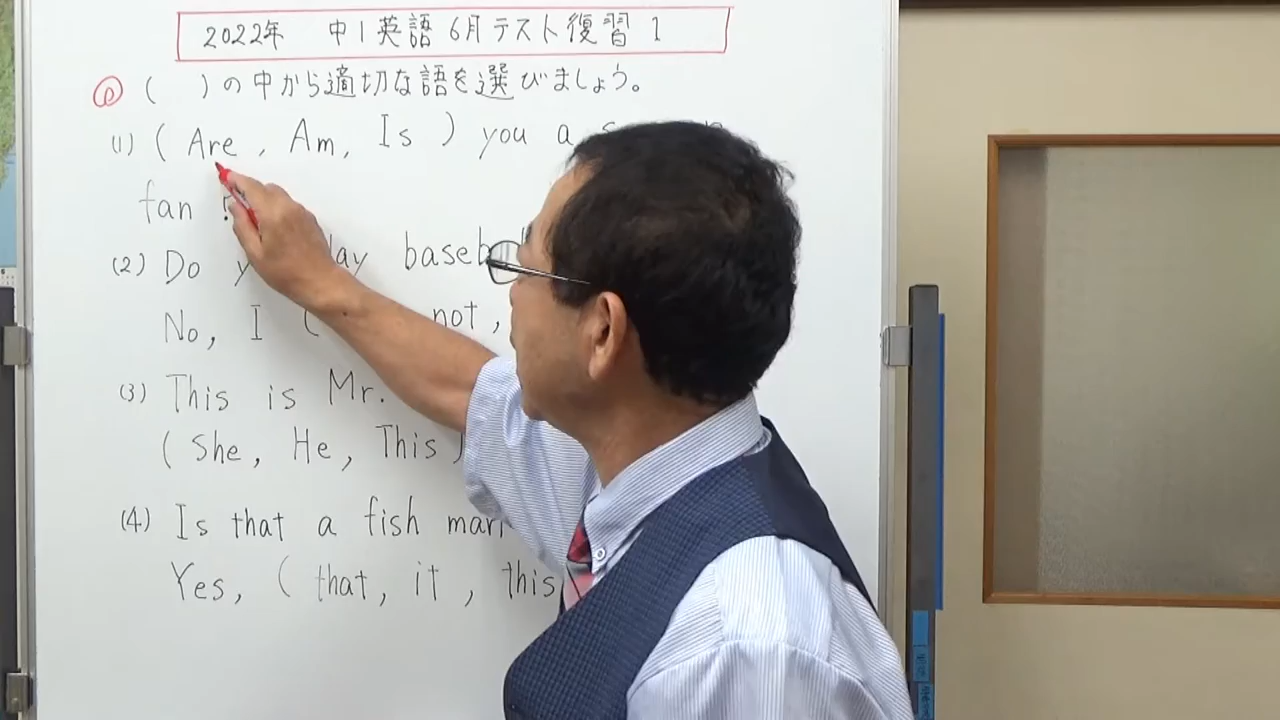 2022年 中1英語 6月テスト復習 1
( )の中から適切な語を選びましょう。
(1) ( Are , Am, Is ) you a
fan ?
(2) Do
No, I ( not ,
(3) This is Mr.
( She, He, This )
(4) Is that a fish
Yes, ( that, it , this